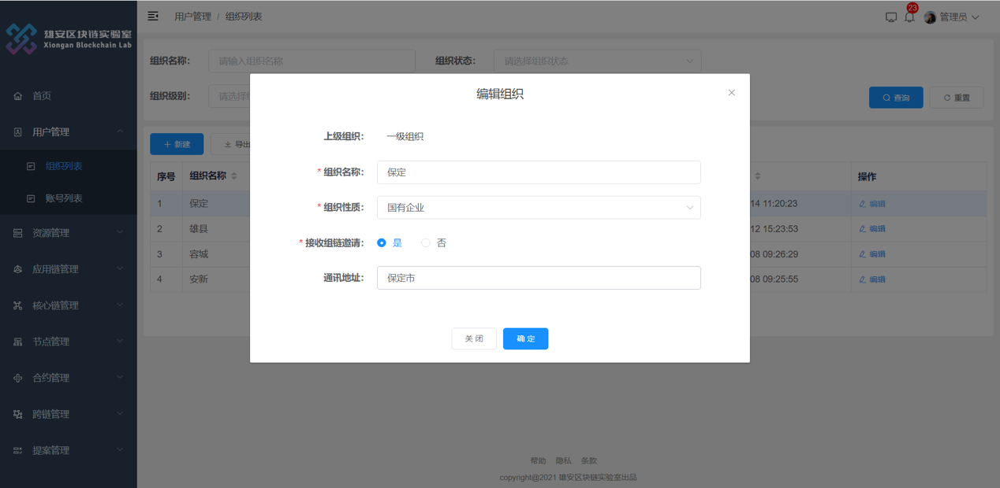 雄安区块链实验室
Xiongan Blockchain Lab
用户管理 / 组织列表
23
管理员
首页
用户管理
组织列表
账号列表
资源管理
应用链管理
核心链管理
节点管理
合约管理
跨链管理
提案管理
组织名称: 请输入组织名称 组织状态: 请选择组织状态
组织级别: 请选择
查询 重置
新建 导出
序号 组织名称 操作
1 保定 14 11:20:23 编辑
2 雄县 12 15:23:53 编辑
3 容城 08 09:26:29 编辑
4 安新 08 09:25:55 编辑
编辑组织
上级组织: 一级组织
* 组织名称: 保定
* 组织性质: 国有企业
* 接收组链邀请: 是 否
通讯地址: 保定市
关 闭 确 定
帮助 隐私 条款
copyright@2021 雄安区块链实验室出品